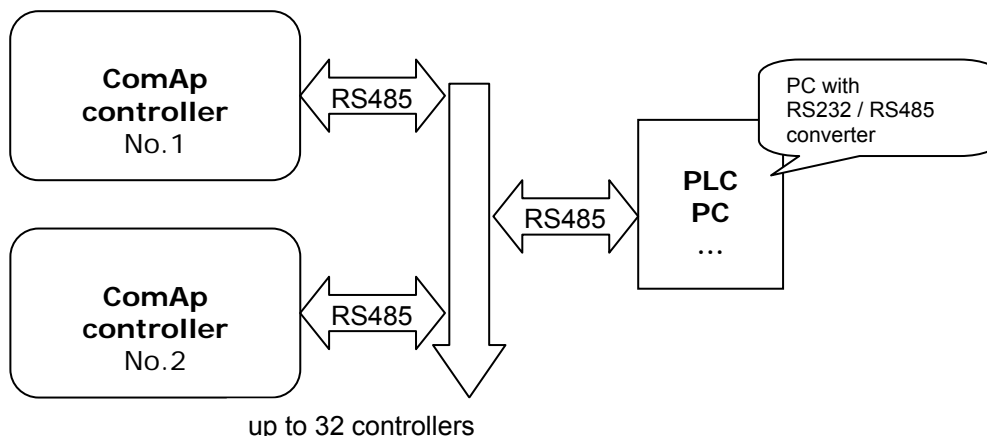 ComAp
controller
No.1
RS485
PC with
RS232 / RS485
converter
PLC
PC
...
RS485
ComAp
controller
No.2
RS485
up to 32 controllers